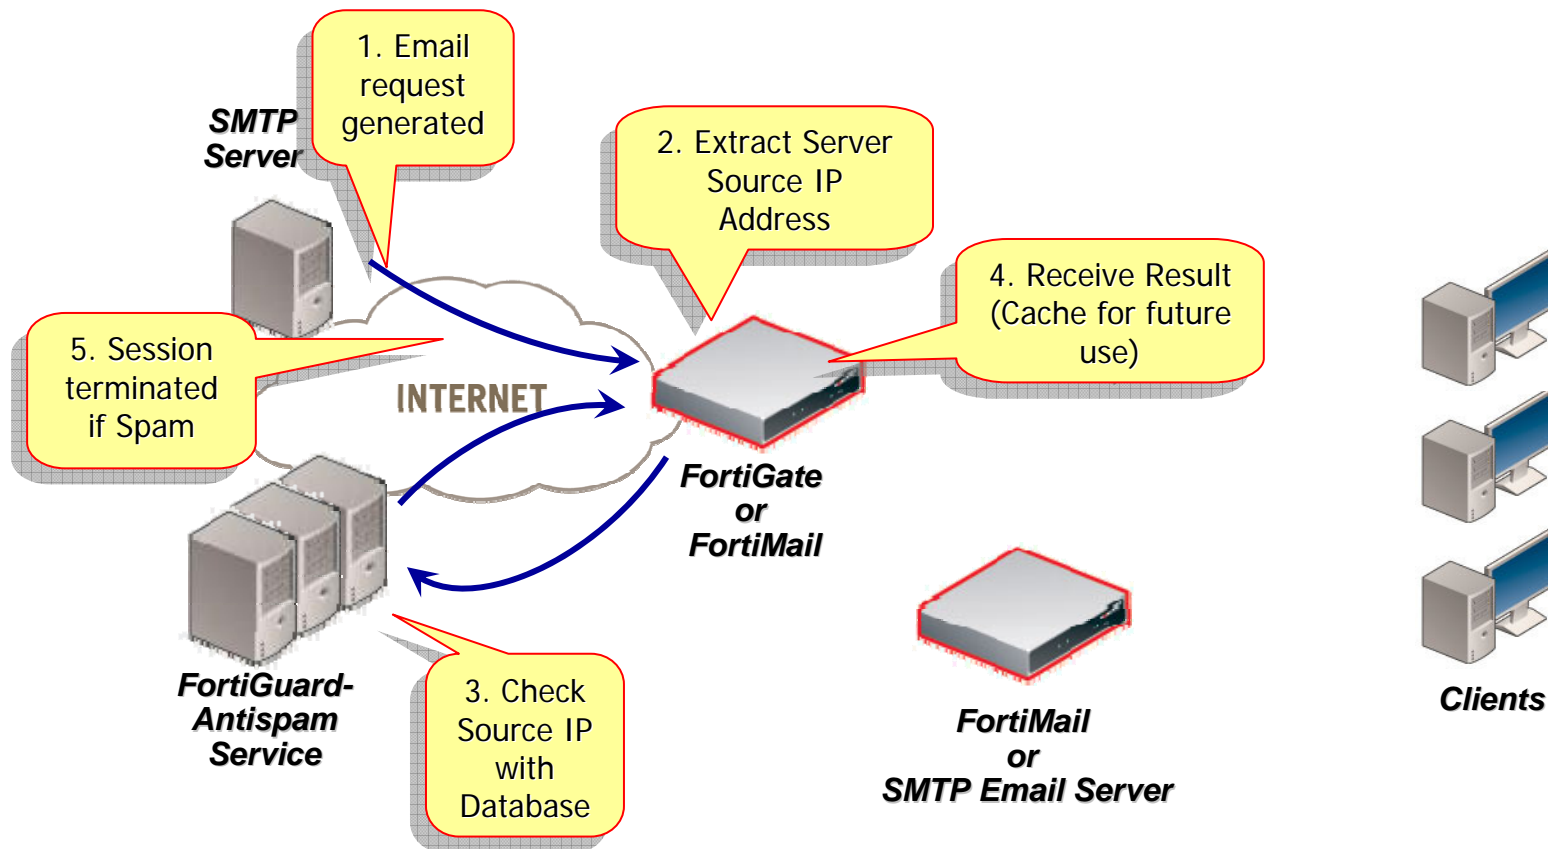 1. Email
request
generated
SMTP
Server
2. Extract Server
Source IP
Address
4. Receive Result
(Cache for future
use)
5. Session
terminated
if Spam
INTERNET
FortiGate
or
FortiMail
FortiGuard-
Antispam
Service
3. Check
Source IP
with
Database
FortiMail
or
SMTP Email Server
Clients